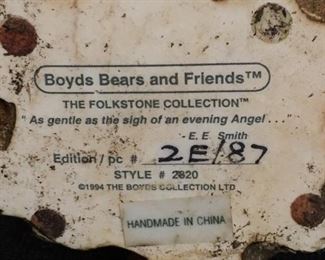 Boyds Bears and Friends™
THE FOLKSTONE COLLECTION™
"As gentle as the sigh of an evening Angel . . .
- E. E. Smith
Edition / pc # 2E/87
STYLE # 2820
©1994 THE BOYDS COLLECTION LTD
HANDMADE IN CHINA